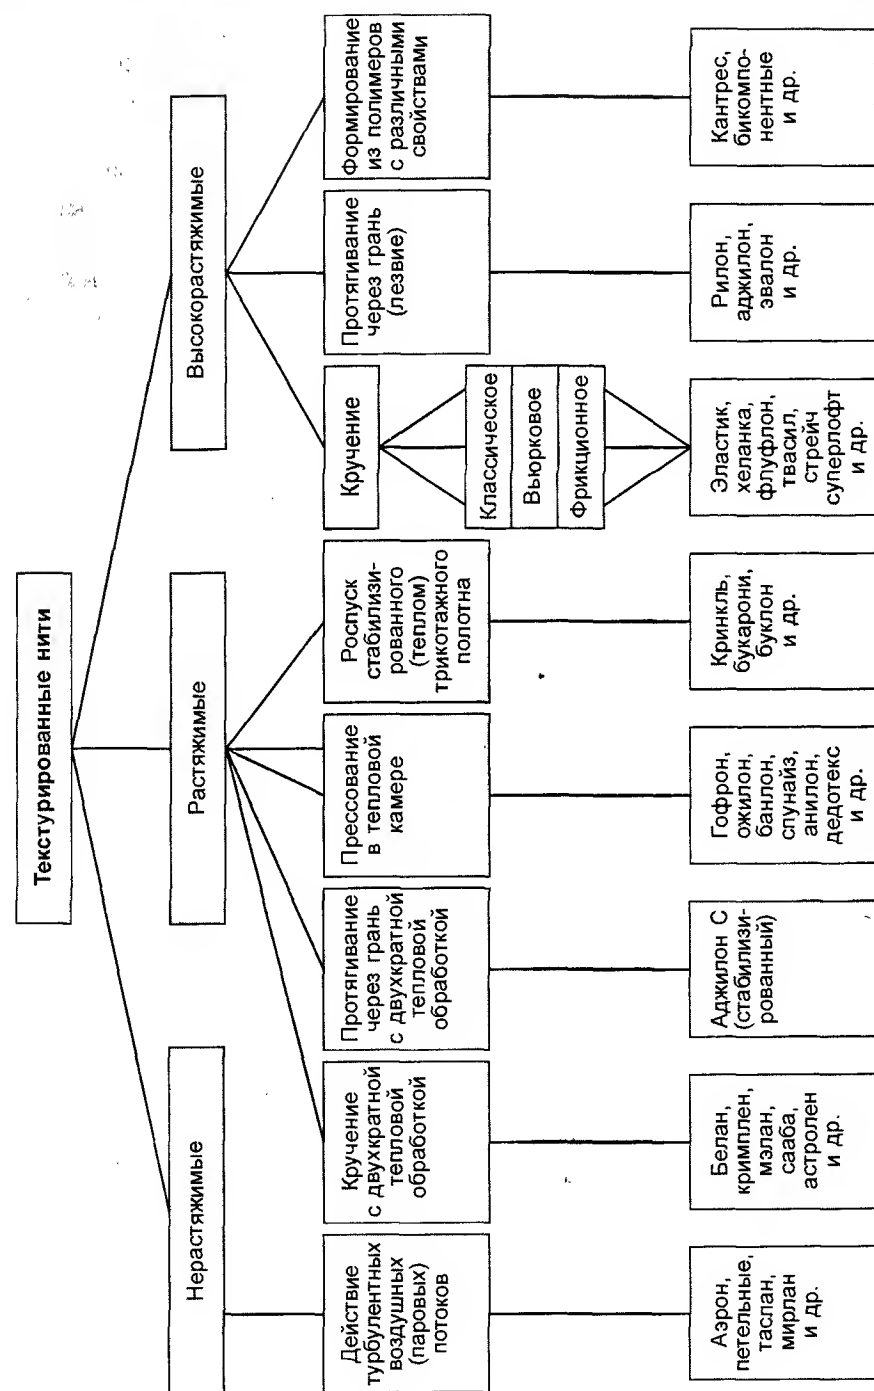 Текстурированные нити
Нерастяжимые
Растяжимые
Высокорастяжимые
Действие
турбулентных
воздушных
(паровых)
потоков
Кручение
с двухкратной
тепловой
обработкой
Протягивание
через грань
с двухкратной
тепловой
обработкой
Прессование
в тепловой
камере
Роспуск
стабилизи-
рованного
(теплом)
трикотажного
полотна
Кручение
Классическое
Вьюрковое
Фрикционное
Протягивание
через грань
(лезвие)
Формирование
из полимеров
с различными
свойствами
Аэрон,
петельные,
таслан,
мирлан
и др.
Белан,
кримплен,
мэлан,
сааба,
астролен
и др.
Аджилон С
(стабилизи-
рованный)
Гофрон,
ожилон,
банлон,
спунайз,
анилон,
дедотекс
и др.
Кринкль,
букарони,
буклон
и др.
Эластик,
хеланка,
флуфлон,
твасил,
стрейч
суперлофт
и др.
Рилон,
аджилон,
эвалон
и др.
Кантрес,
бикомпо-
нентные
и др.